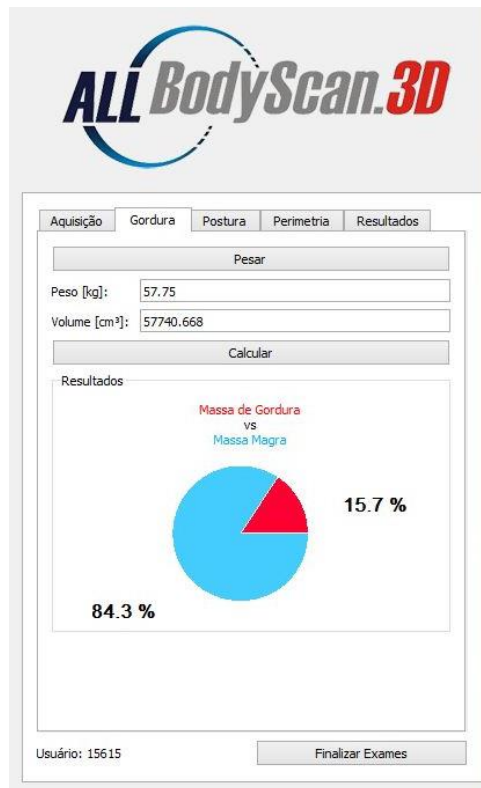 ALL BodyScan.3D
Aquisição Gordura Postura Perimetria Resultados
Pesar
Peso [kg]: 57.75
Volume [cm³]: 57740.668
Calcular
Resultados
Massa de Gordura
vs
Massa Magra
15.7 %
84.3 %
Usuário: 15615 Finalizar Exames